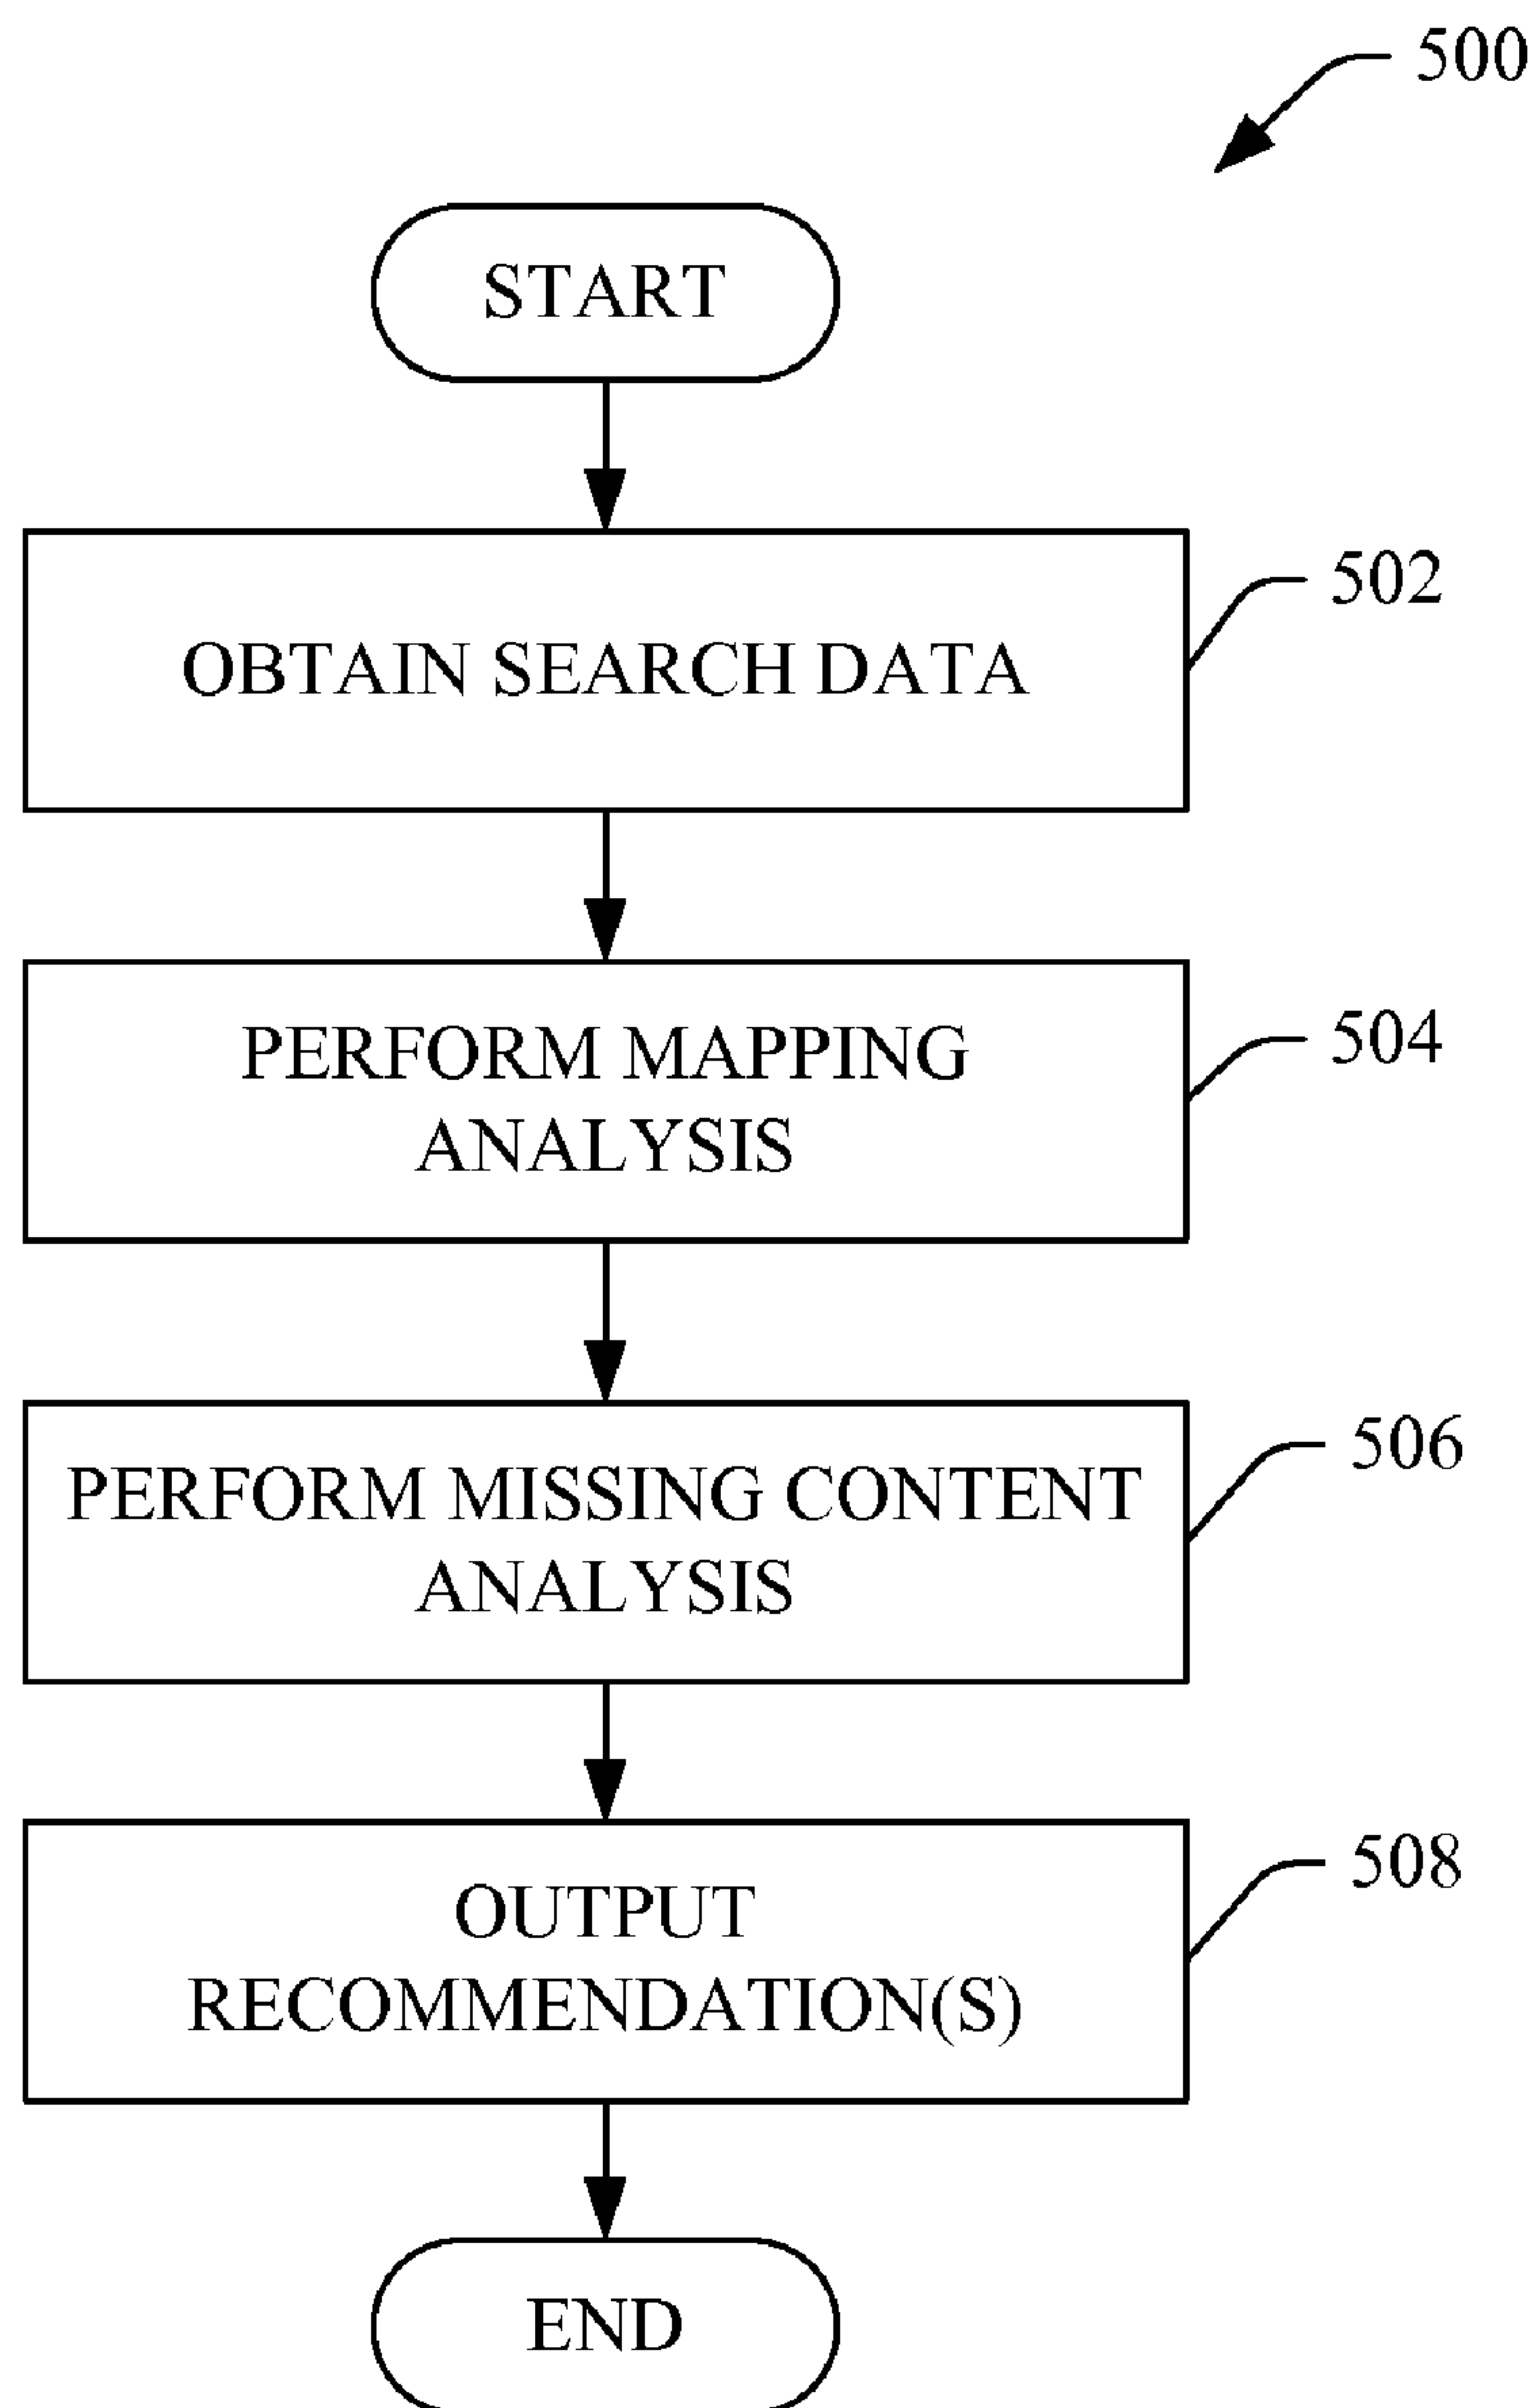 500
START
OBTAIN SEARCH DATA
502
PERFORM MAPPING
ANALYSIS
504
PERFORM MISSING CONTENT
ANALYSIS
506
OUTPUT
RECOMMENDATION(S)
508
END